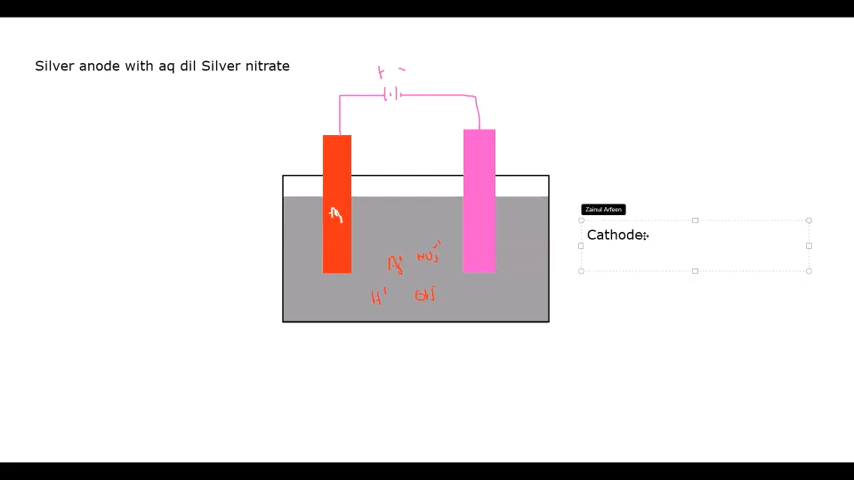 Silver anode with aq dil Silver nitrate
+ -
Zainul Arfeen
Cathode:
Ag
Ag+ NO3-
H+ OH-